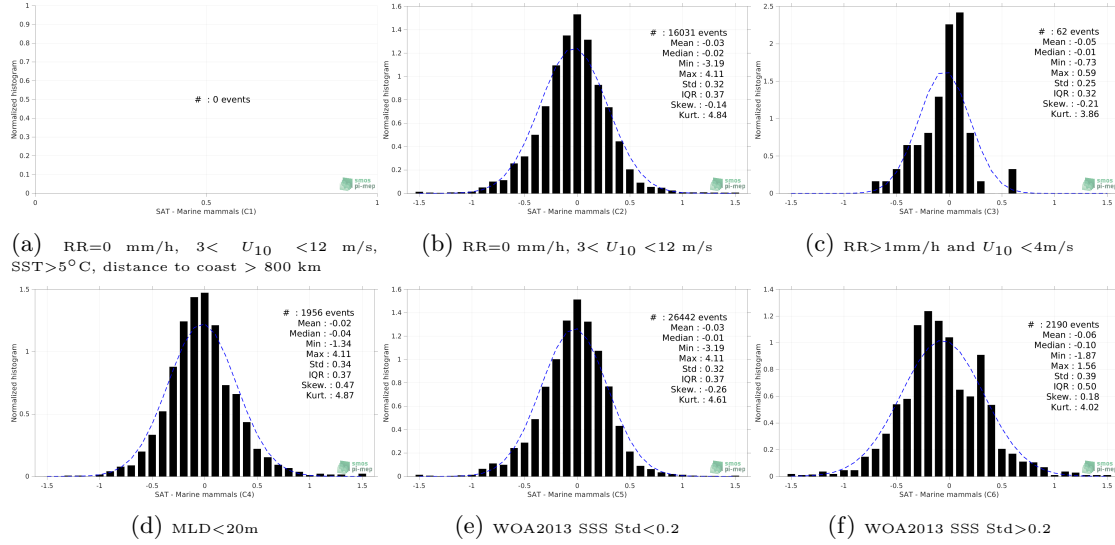 1
0.9
0.8
0.7
0.6
0.5
0.4
0.3
0.2
0.1
0
Normalized histogram
# : 0 events
0 0.5 1
SAT - Marine mammals (C1)
smos
pi-mep
(a) RR=0 mm/h, 3< U10 <12 m/s,
SST>5°C, distance to coast > 800 km
1.6
1.4
1.2
1
0.8
0.6
0.4
0.2
0
Normalized histogram
# : 16031 events
Mean : -0.03
Median : -0.02
Min : -3.19
Max : 4.11
Std : 0.32
IQR : 0.37
Skew. : -0.14
Kurt. : 4.84
-1.5 -1 -0.5 0 0.5 1 1.5
SAT - Marine mammals (C2)
smos
pi-mep
(b) RR=0 mm/h, 3< U10 <12 m/s
2.5
2
1.5
1
0.5
0
Normalized histogram
# : 62 events
Mean : -0.05
Median : -0.01
Min : -0.73
Max : 0.59
Std : 0.25
IQR : 0.32
Skew. : -0.21
Kurt. : 3.86
-1.5 -1 -0.5 0 0.5 1 1.5
SAT - Marine mammals (C3)
smos
pi-mep
(c) RR>1mm/h and U10 <4m/s
1.5
1
0.5
0
Normalized histogram
# : 1956 events
Mean : -0.02
Median : -0.04
Min : -1.34
Max : 4.11
Std : 0.34
IQR : 0.37
Skew. : 0.47
Kurt. : 4.87
-1.5 -1 -0.5 0 0.5 1 1.5
SAT - Marine mammals (C4)
smos
pi-mep
(d) MLD<20m
1.6
1.4
1.2
1
0.8
0.6
0.4
0.2
0
Normalized histogram
# : 26442 events
Mean : -0.03
Median : -0.01
Min : -3.19
Max : 4.11
Std : 0.32
IQR : 0.37
Skew. : -0.26
Kurt. : 4.61
-1.5 -1 -0.5 0 0.5 1 1.5
SAT - Marine mammals (C5)
smos
pi-mep
(e) WOA2013 SSS Std<0.2
1.4
1.2
1
0.8
0.6
0.4
0.2
0
Normalized histogram
# : 2190 events
Mean : -0.06
Median : -0.10
Min : -1.87
Max : 1.56
Std : 0.39
IQR : 0.50
Skew. : 0.18
Kurt. : 4.02
-1.5 -1 -0.5 0 0.5 1 1.5
SAT - Marine mammals (C6)
smos
pi-mep
(f) WOA2013 SSS Std>0.2